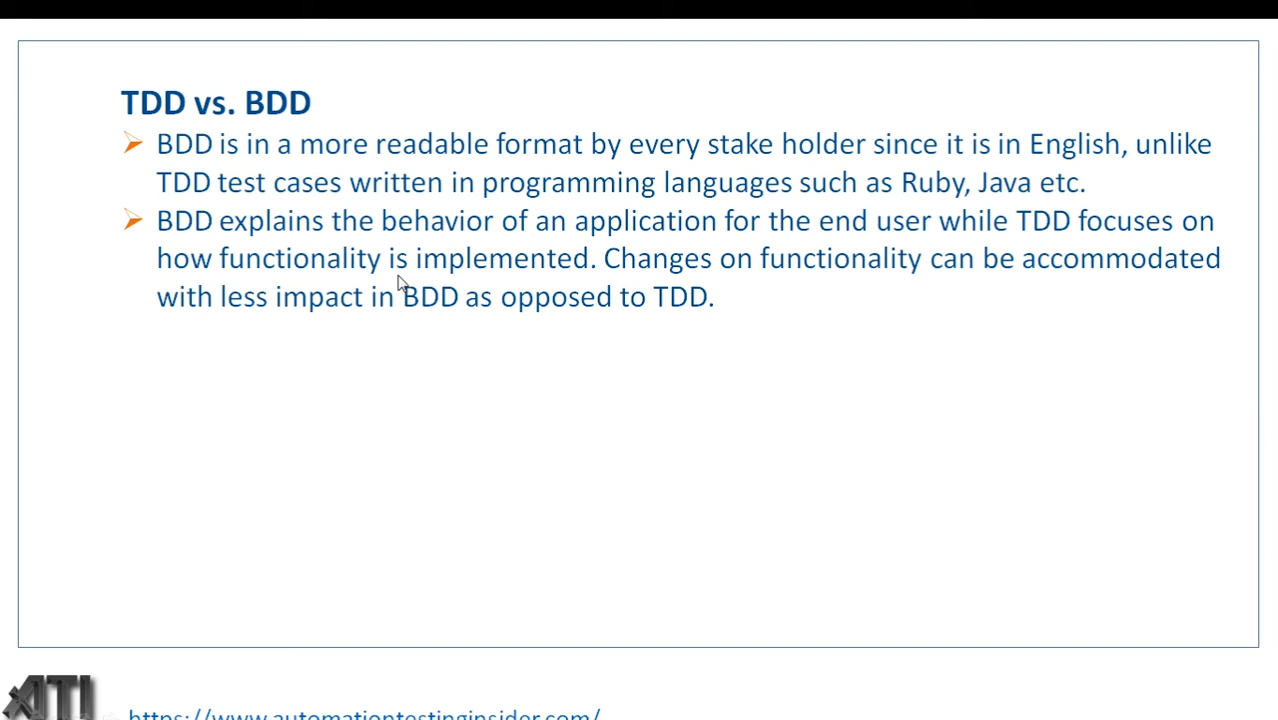 TDD vs. BDD
BDD is in a more readable format by every stake holder since it is in English, unlike
TDD test cases written in programming languages such as Ruby, Java etc.
BDD explains the behavior of an application for the end user while TDD focuses on
how functionality is implemented. Changes on functionality can be accommodated
with less impact in BDD as opposed to TDD.
ATI
https://www.automationtestinginsider.com/